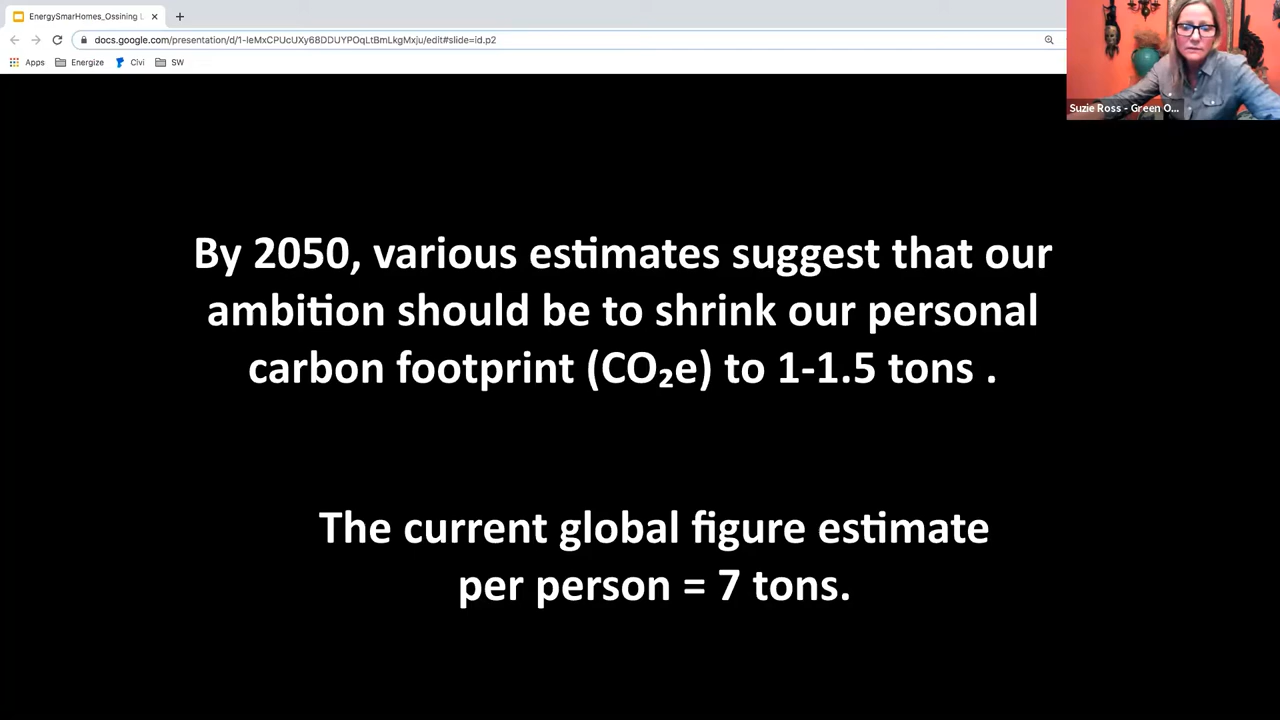 EnergySmarHomes_Ossining L
docs.google.com/presentation/d/1-IeMxCPUcUXy68DDUYPOqLtBmLkgMxju/edit#slide=id.p2
Apps Energize Civi SW
Suzie Ross - Green O...
By 2050, various estimates suggest that our
ambition should be to shrink our personal
carbon footprint (CO₂e) to 1-1.5 tons .
The current global figure estimate
per person = 7 tons.